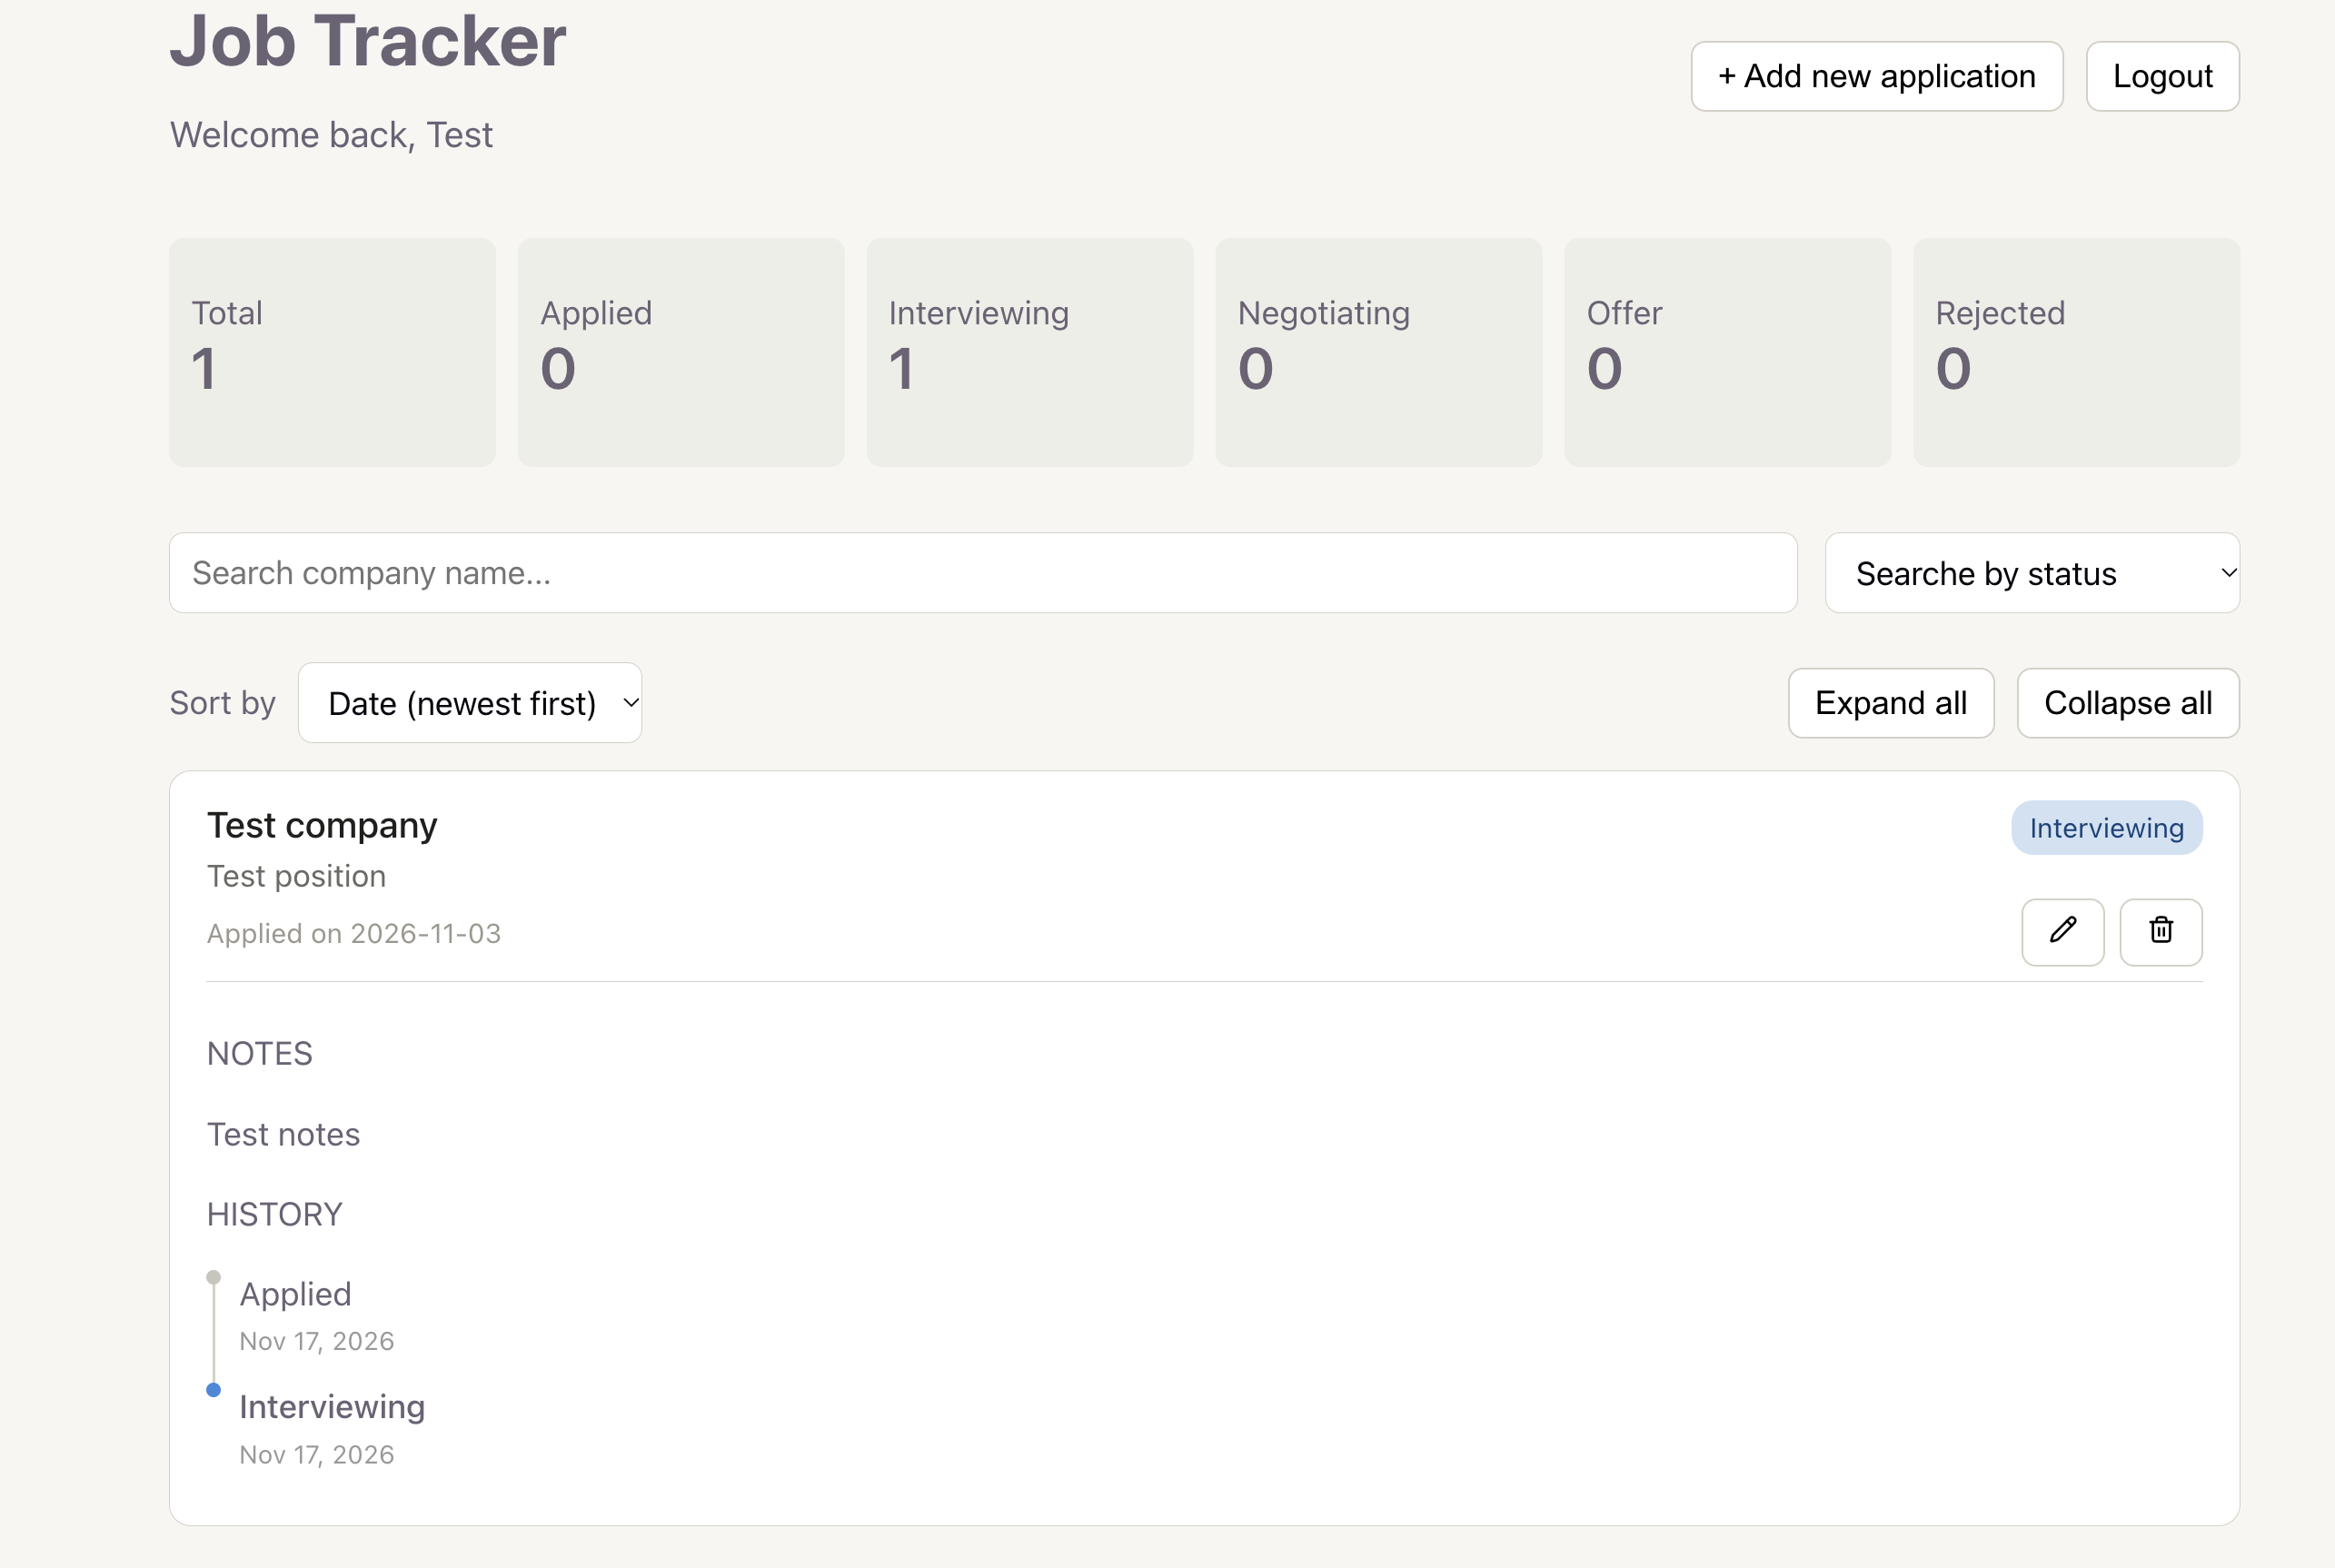 Job Tracker
+ Add new application
Logout
Welcome back, Test
Total
1
Applied
0
Interviewing
1
Negotiating
0
Offer
0
Rejected
0
Search company name...
Searche by status
Sort by
Date (newest first)
Expand all
Collapse all
Test company
Interviewing
Test position
Applied on 2026-11-03
NOTES
Test notes
HISTORY
Applied
Nov 17, 2026
Interviewing
Nov 17, 2026